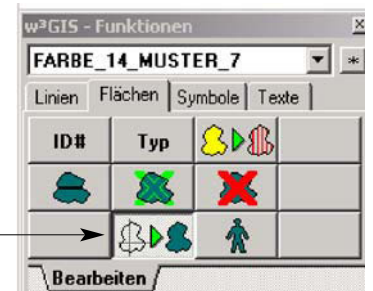 w³GIS - Funktionen
FARBE_14_MUSTER_7 *
Linien Flächen Symbole Texte
ID# Typ
Bearbeiten